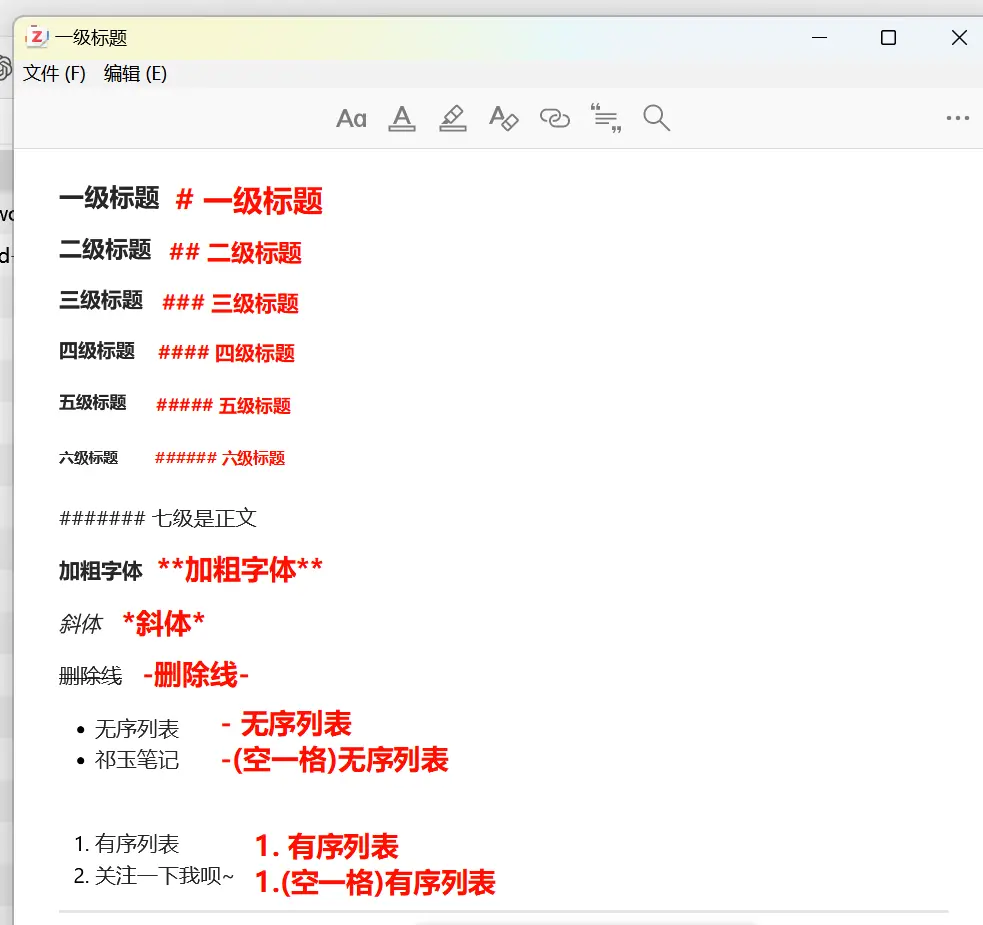 一级标题
文件 (F) 编辑 (E)
Aa A A
一级标题 # 一级标题
二级标题 ## 二级标题
三级标题 ### 三级标题
四级标题 #### 四级标题
五级标题 ##### 五级标题
六级标题 ###### 六级标题
####### 七级是正文
加粗字体 **加粗字体**
斜体 *斜体*
删除线 -删除线-
• 无序列表 - 无序列表
• 祁玉笔记 -(空一格)无序列表
1. 有序列表 1. 有序列表
2. 关注一下我呗~ 1.(空一格)有序列表